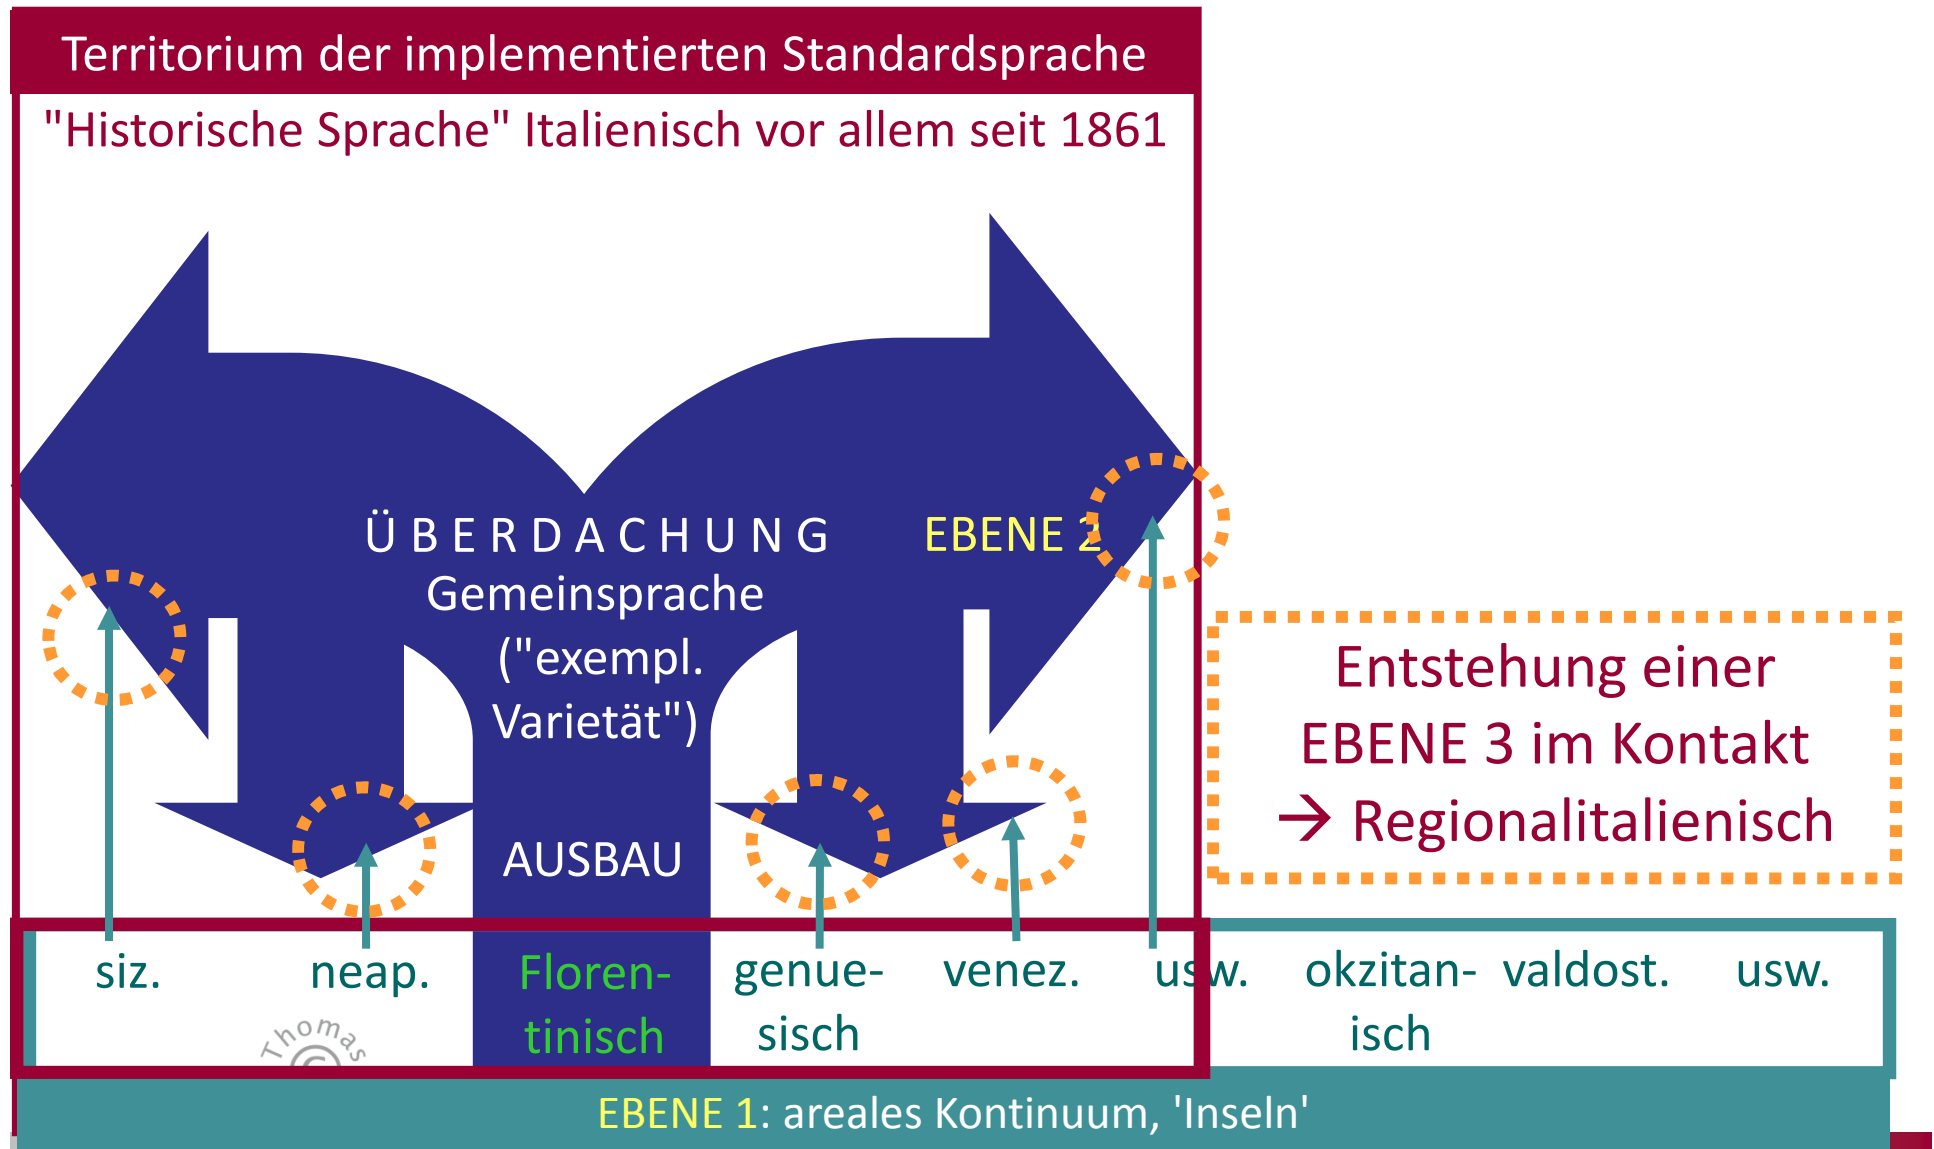 Territorium der implementierten Standardsprache
"Historische Sprache" Italienisch vor allem seit 1861
Ü B E R D A C H U N G
EBENE 2
Gemeinsprache
("exempl.
Varietät")
AUSBAU
Entstehung einer
EBENE 3 im Kontakt
→ Regionalitalienisch
siz.
neap.
Floren-
tinisch
genue-
sisch
venez.
usw.
okzitan-
isch
valdost.
usw.
Thomas
©
EBENE 1: areales Kontinuum, 'Inseln'